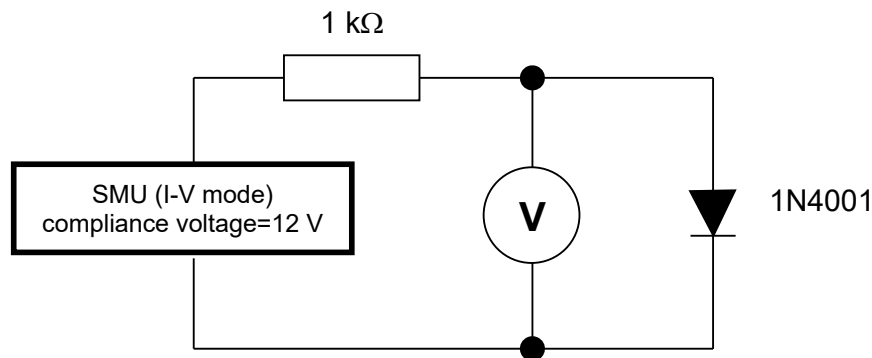 1 kΩ
SMU (I-V mode)
compliance voltage=12 V
V
1N4001